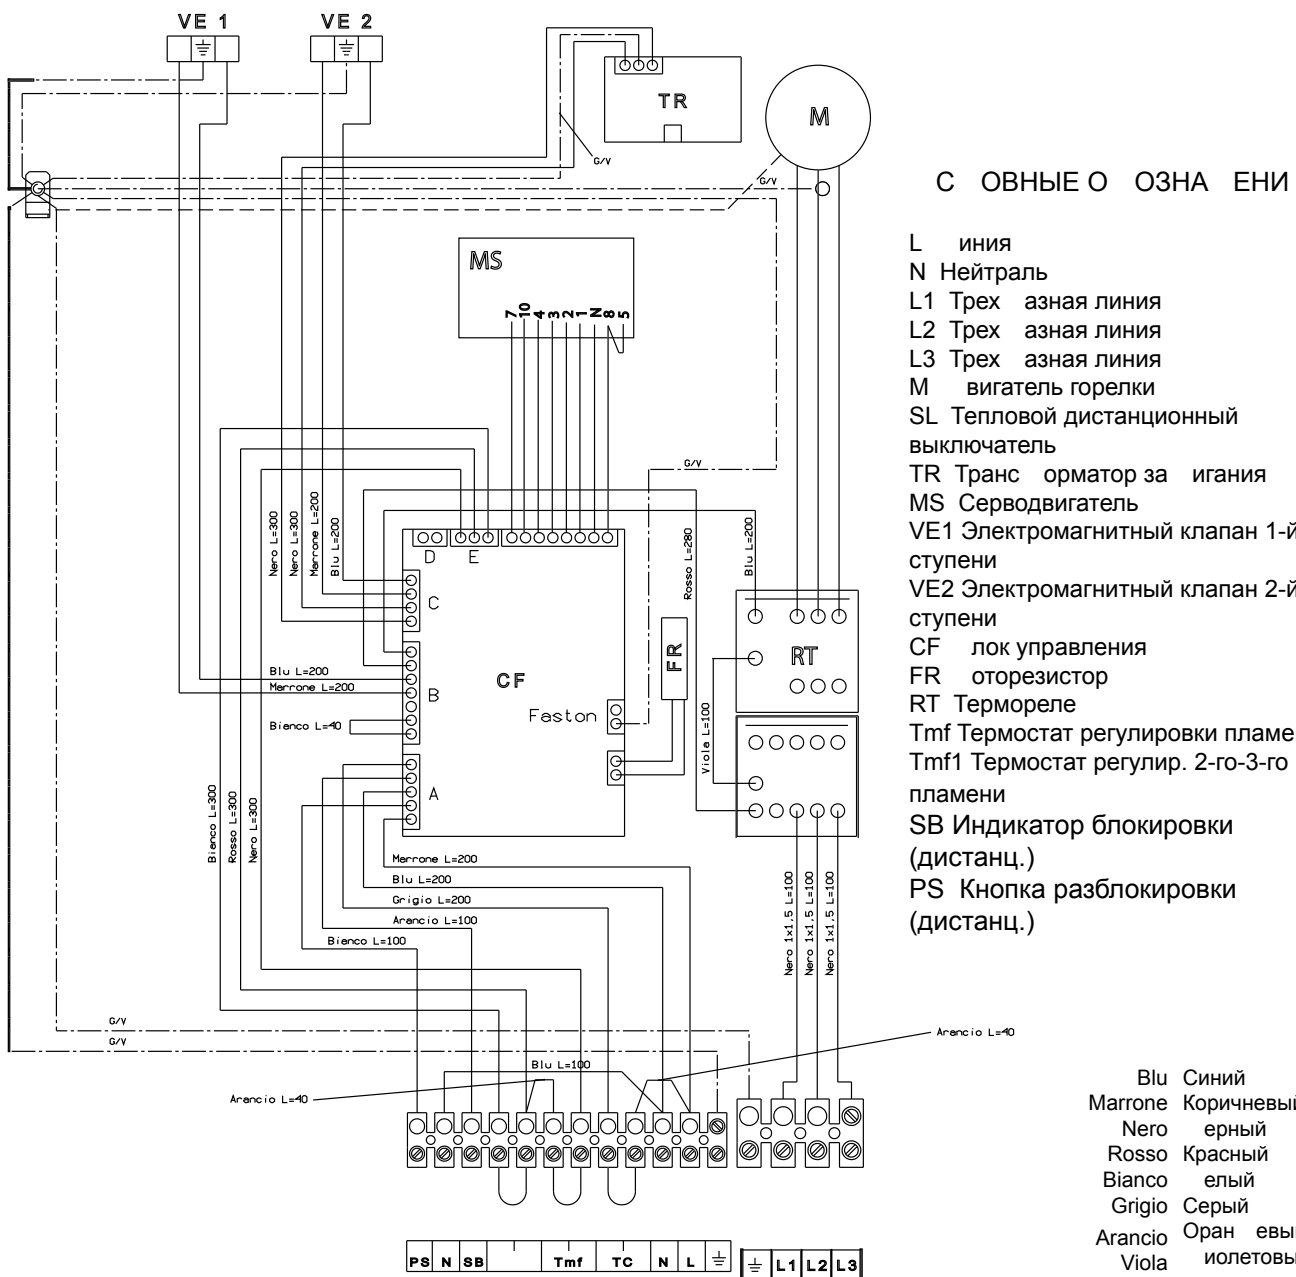 VE 1
VE 2
TR
M
G/V
G/V
MS
7 10 4 3 2 1 N 8 5
G/V
Nero L=300
Nero L=300
Marrone L=200
Blu L=200
Rosso L=280
Blu L=200
D
E
C
B
A
CF
Faston
FR
RT
Blu L=200
Marrone L=200
Bianco L=40
Viola L=100
Bianco L=300
Rosso L=300
Nero L=300
Marrone L=200
Blu L=200
Grigio L=200
Arancio L=100
Bianco L=100
Nero 1x1,5 L=100
Nero 1x1,5 L=100
Nero 1x1,5 L=100
G/V
G/V
Arancio L=40
Blu L=100
Arancio L=40
PS N SB Tmf TC N L
L1 L2 L3
С ОВНЫЕ О ОЗНА ЕНИ
L иния
N Нейтраль
L1 Трех азная линия
L2 Трех азная линия
L3 Трех азная линия
M вигатель горелки
SL Тепловой дистанционный
выключатель
TR Транс орматор за игания
MS Серводвигатель
VE1 Электромагнитный клапан 1-й
ступени
VE2 Электромагнитный клапан 2-й
ступени
CF лок управления
FR оторезистор
RT Термореле
Tmf Термостат регулировки пламе
Tmf1 Термостат регулир. 2-го-3-го
пламени
SB Индикатор блокировки
(дистанц.)
PS Кнопка разблокировки
(дистанц.)
Blu Синий
Marrone Коричневый
Nero ерный
Rosso Красный
Bianco елый
Grigio Серый
Arancio Оран евы
Viola иолетовы